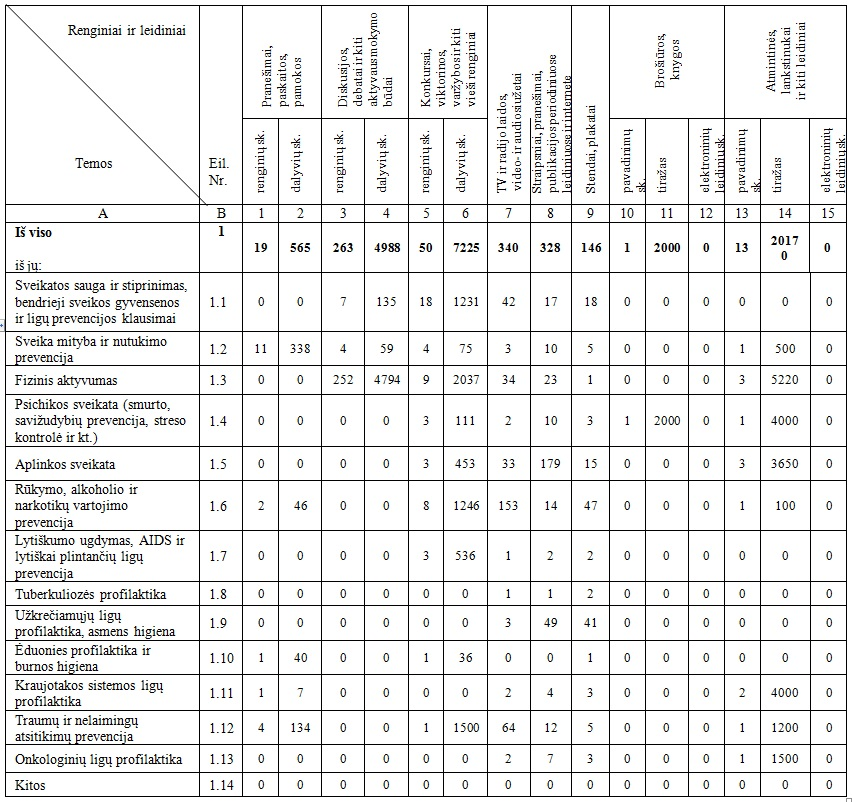 Renginiai ir leidiniai
Temos
Eil.
Nr.
Pranešimai,
paskaitos,
pamokos
Diskusijos,
debatai ir kiti
aktyvaus mokymo
būdai
Konkursai,
viktorinos,
varžybos ir kiti
vieši renginiai
TV ir radijo laidos,
video- ir audiosiužetai
Straipsniai, pranešimai,
publikacijos periodiniuose
leidiniuose ir internete
Stendai, plakatai
Brošiūros,
knygos
Atmintinės,
lankstinukai
ir kiti leidiniai
renginių sk.
dalyvių sk.
renginių sk.
dalyvių sk.
renginių sk.
dalyvių sk.
pavadinimų
sk.
tiražas
elektroninių
leidinių sk.
pavadinimų
sk.
tiražas
elektroninių
leidinių sk.
A B 1 2 3 4 5 6 7 8 9 10 11 12 13 14 15
Iš viso 1 19 565 263 4988 50 7225 340 328 146 1 2000 0 13 2017
0 0
iš jų:
Sveikatos sauga ir stiprinimas,
bendrieji sveikos gyvensenos 1.1 0 0 7 135 18 1231 42 17 18 0 0 0 0 0 0
ir ligų prevencijos klausimai
Sveika mityba ir nutukimo 1.2 11 338 4 59 4 75 3 10 5 0 0 0 1 500 0
prevencija
Fizinis aktyvumas 1.3 0 0 252 4794 9 2037 34 23 1 0 0 0 3 5220 0
Psichikos sveikata (smurto,
savižudybių prevencija, streso 1.4 0 0 0 0 3 111 2 10 3 1 2000 0 1 4000 0
kontrolė ir kt.)
Aplinkos sveikata 1.5 0 0 0 0 3 453 33 179 15 0 0 0 3 3650 0
Rūkymo, alkoholio ir
narkotikų vartojimo 1.6 2 46 0 0 8 1246 153 14 47 0 0 0 1 100 0
prevencija
Lytiškumo ugdymas, AIDS ir
lytiškai plintančių ligų 1.7 0 0 0 0 3 536 1 2 2 0 0 0 0 0 0
prevencija
Tuberkuliozės profilaktika 1.8 0 0 0 0 0 0 1 1 2 0 0 0 0 0 0
Užkrečiamųjų ligų
profilaktika, asmens higiena 1.9 0 0 0 0 0 0 3 49 41 0 0 0 0 0 0
Ėduonies profilaktika ir
burnos higiena 1.10 1 40 0 0 1 36 0 0 1 0 0 0 0 0 0
Kraujotakos sistemos ligų
profilaktika 1.11 1 7 0 0 0 0 2 4 3 0 0 0 2 4000 0
Traumų ir nelaimingų
atsitikimų prevencija 1.12 4 134 0 0 1 1500 64 12 5 0 0 0 1 1200 0
Onkologinių ligų profilaktika 1.13 0 0 0 0 0 0 2 7 3 0 0 0 1 1500 0
Kitos 1.14 0 0 0 0 0 0 0 0 0 0 0 0 0 0 0